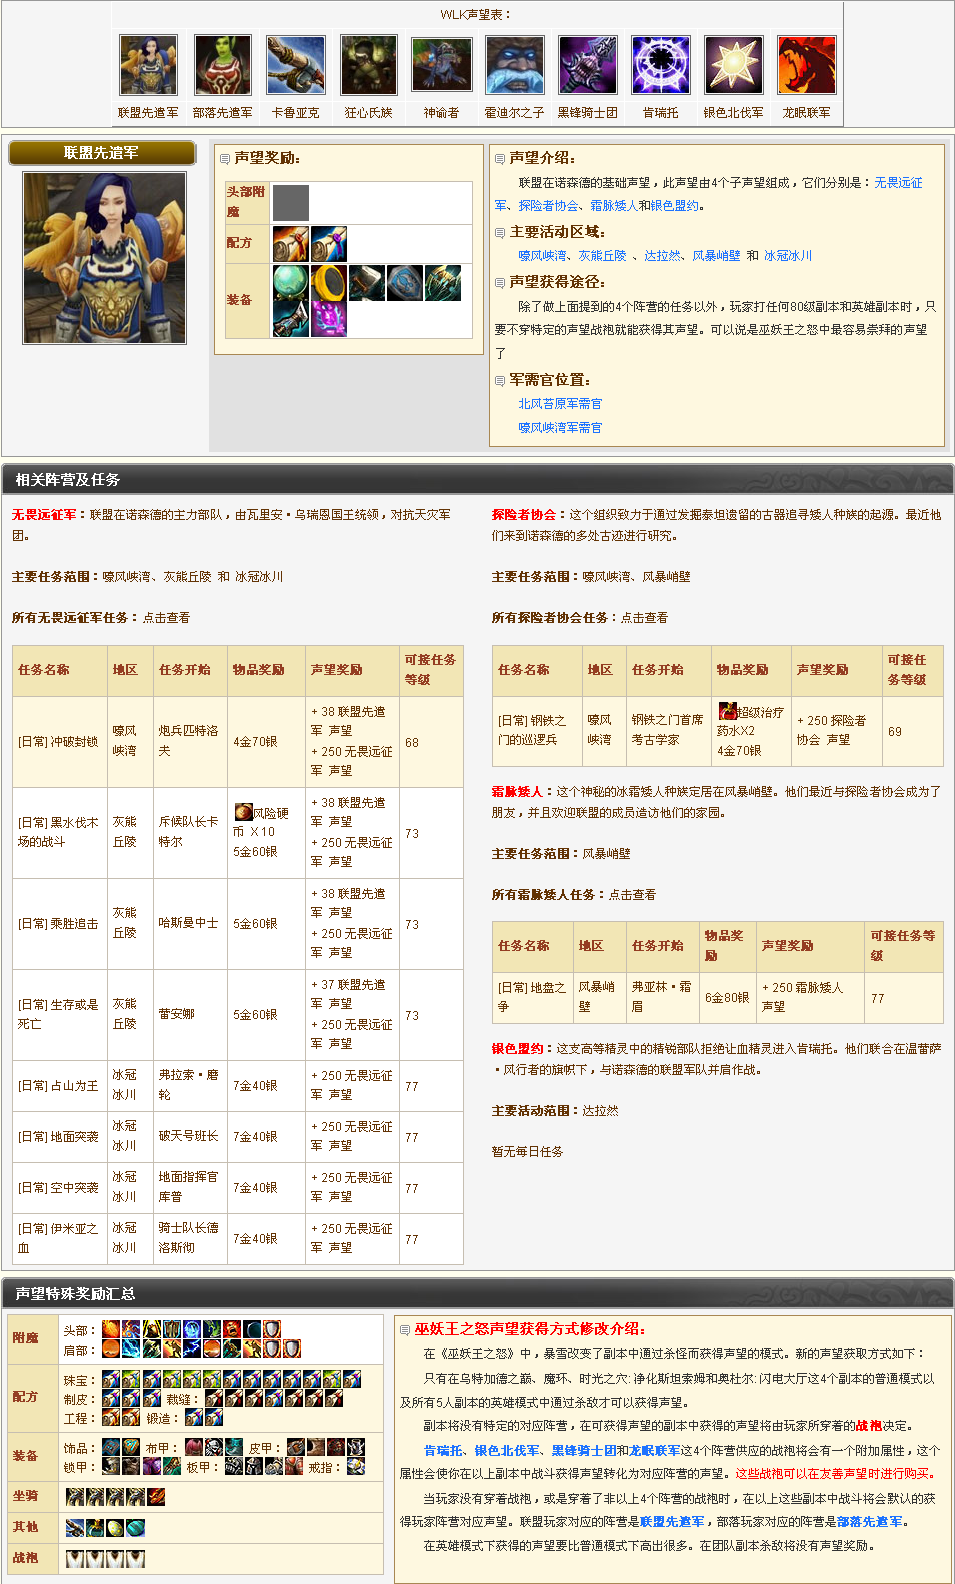 WLK声望表：
联盟先遣军 部落先遣军 卡鲁亚克 狂心氏族 神谕者 霍迪尔之子 黑锋骑士团 肯瑞托 银色北伐军 龙眠联军
联盟先遣军
声望奖励：
头部附
魔
配方
装备
声望介绍：
联盟在诺森德的基础声望，此声望由4个子声望组成，它们分别是：无畏远征
军、探险者协会、霜脉矮人和银色盟约。
主要活动区域：
嚎风峡湾、灰熊丘陵 、达拉然、风暴峭壁 和 冰冠冰川
声望获得途径：
除了做上面提到的4个阵营的任务以外，玩家打任何80级副本和英雄副本时，只
要不穿特定的声望战袍就能获得其声望。可以说是巫妖王之怒中最容易崇拜的声望
了
军需官位置：
北风苔原军需官
嚎风峡湾军需官
相关阵营及任务
无畏远征军：联盟在诺森德的主力部队，由瓦里安·乌瑞恩国王统领，对抗天灾军
团。
主要任务范围：嚎风峡湾、灰熊丘陵 和 冰冠冰川
所有无畏远征军任务：点击查看
任务名称 地区 任务开始 物品奖励 声望奖励 可接任务
等级
[日常] 冲破封锁 嚎风
峡湾 炮兵匹特洛
夫 4金70银 + 38 联盟先遣
军 声望
+ 250 无畏远征
军 声望 68
[日常] 黑水伐木
场的战斗 灰熊
丘陵 斥候队长卡
特尔 风险硬
币 X 10
5金60银 + 38 联盟先遣
军 声望
+ 250 无畏远征
军 声望 73
[日常] 乘胜追击 灰熊
丘陵 哈斯曼中士 5金60银 + 38 联盟先遣
军 声望
+ 250 无畏远征
军 声望 73
[日常] 生存或是
死亡 灰熊
丘陵 蕾安娜 5金60银 + 37 联盟先遣
军 声望
+ 250 无畏远征
军 声望 73
[日常] 占山为王 冰冠
冰川 弗拉索·磨
轮 7金40银 + 250 无畏远征
军 声望 77
[日常] 地面突袭 冰冠
冰川 破天号班长 7金40银 + 250 无畏远征
军 声望 77
[日常] 空中突袭 冰冠
冰川 地面指挥官
库普 7金40银 + 250 无畏远征
军 声望 77
[日常] 伊米亚之
血 冰冠
冰川 骑士队长德
洛斯彻 7金40银 + 250 无畏远征
军 声望 77
探险者协会：这个组织致力于通过发掘泰坦遗留的古器追寻矮人种族的起源。最近他
们来到诺森德的多处古迹进行研究。
主要任务范围：嚎风峡湾、风暴峭壁
所有探险者协会任务：点击查看
任务名称 地区 任务开始 物品奖励 声望奖励 可接任
务等级
[日常] 钢铁之
门的巡逻兵 嚎风
峡湾 钢铁之门首席
考古学家 超级治疗
药水X2
4金70银 + 250 探险者
协会 声望 69
霜脉矮人：这个神秘的冰霜矮人种族定居在风暴峭壁。他们最近与探险者协会成为了
朋友，并且欢迎联盟的成员造访他们的家园。
主要任务范围：风暴峭壁
所有霜脉矮人任务：点击查看
任务名称 地区 任务开始 物品奖
励 声望奖励 可接任务等
级
[日常] 地盘之
争 风暴峭
壁 弗亚林·霜
眉 6金80银 + 250 霜脉矮人
声望 77
银色盟约：这支高等精灵中的精锐部队拒绝让血精灵进入肯瑞托。他们联合在温蕾萨
·风行者的旗帜下，与诺森德的联盟军队并肩作战。
主要活动范围：达拉然
暂无每日任务
声望特殊奖励汇总
附魔 头部：
肩部：
配方 珠宝：
制皮： 裁缝：
工程： 锻造：
装备 饰品： 布甲： 皮甲：
锁甲： 板甲： 戒指：
坐骑
其他
战袍
巫妖王之怒声望获得方式修改介绍：
在《巫妖王之怒》中，暴雪改变了副本中通过杀怪而获得声望的模式。新的声望获取方式如下：
只有在乌特加德之巅、魔环、时光之穴: 净化斯坦索姆和奥杜尔: 闪电大厅这4个副本的普通模式以
及所有5人副本的英雄模式中通过杀敌才可以获得声望。
副本将没有特定的对应阵营，在可获得声望的副本中获得的声望将由玩家所穿着的战袍决定。
肯瑞托、银色北伐军、黑锋骑士团和龙眠联军这4个阵营供应的战袍将会有一个附加属性，这个
属性会使你在以上副本中战斗获得声望转化为对应阵营的声望。这些战袍可以在友善声望时进行购买。
当玩家没有穿着战袍，或是穿着了非以上4个阵营的战袍时，在以上这些副本中战斗将会默认的获
得玩家阵营对应声望。联盟玩家对应的阵营是联盟先遣军，部落玩家对应的阵营是部落先遣军。
在英雄模式下获得的声望要比普通模式下高出很多。在团队副本杀敌将没有声望奖励。